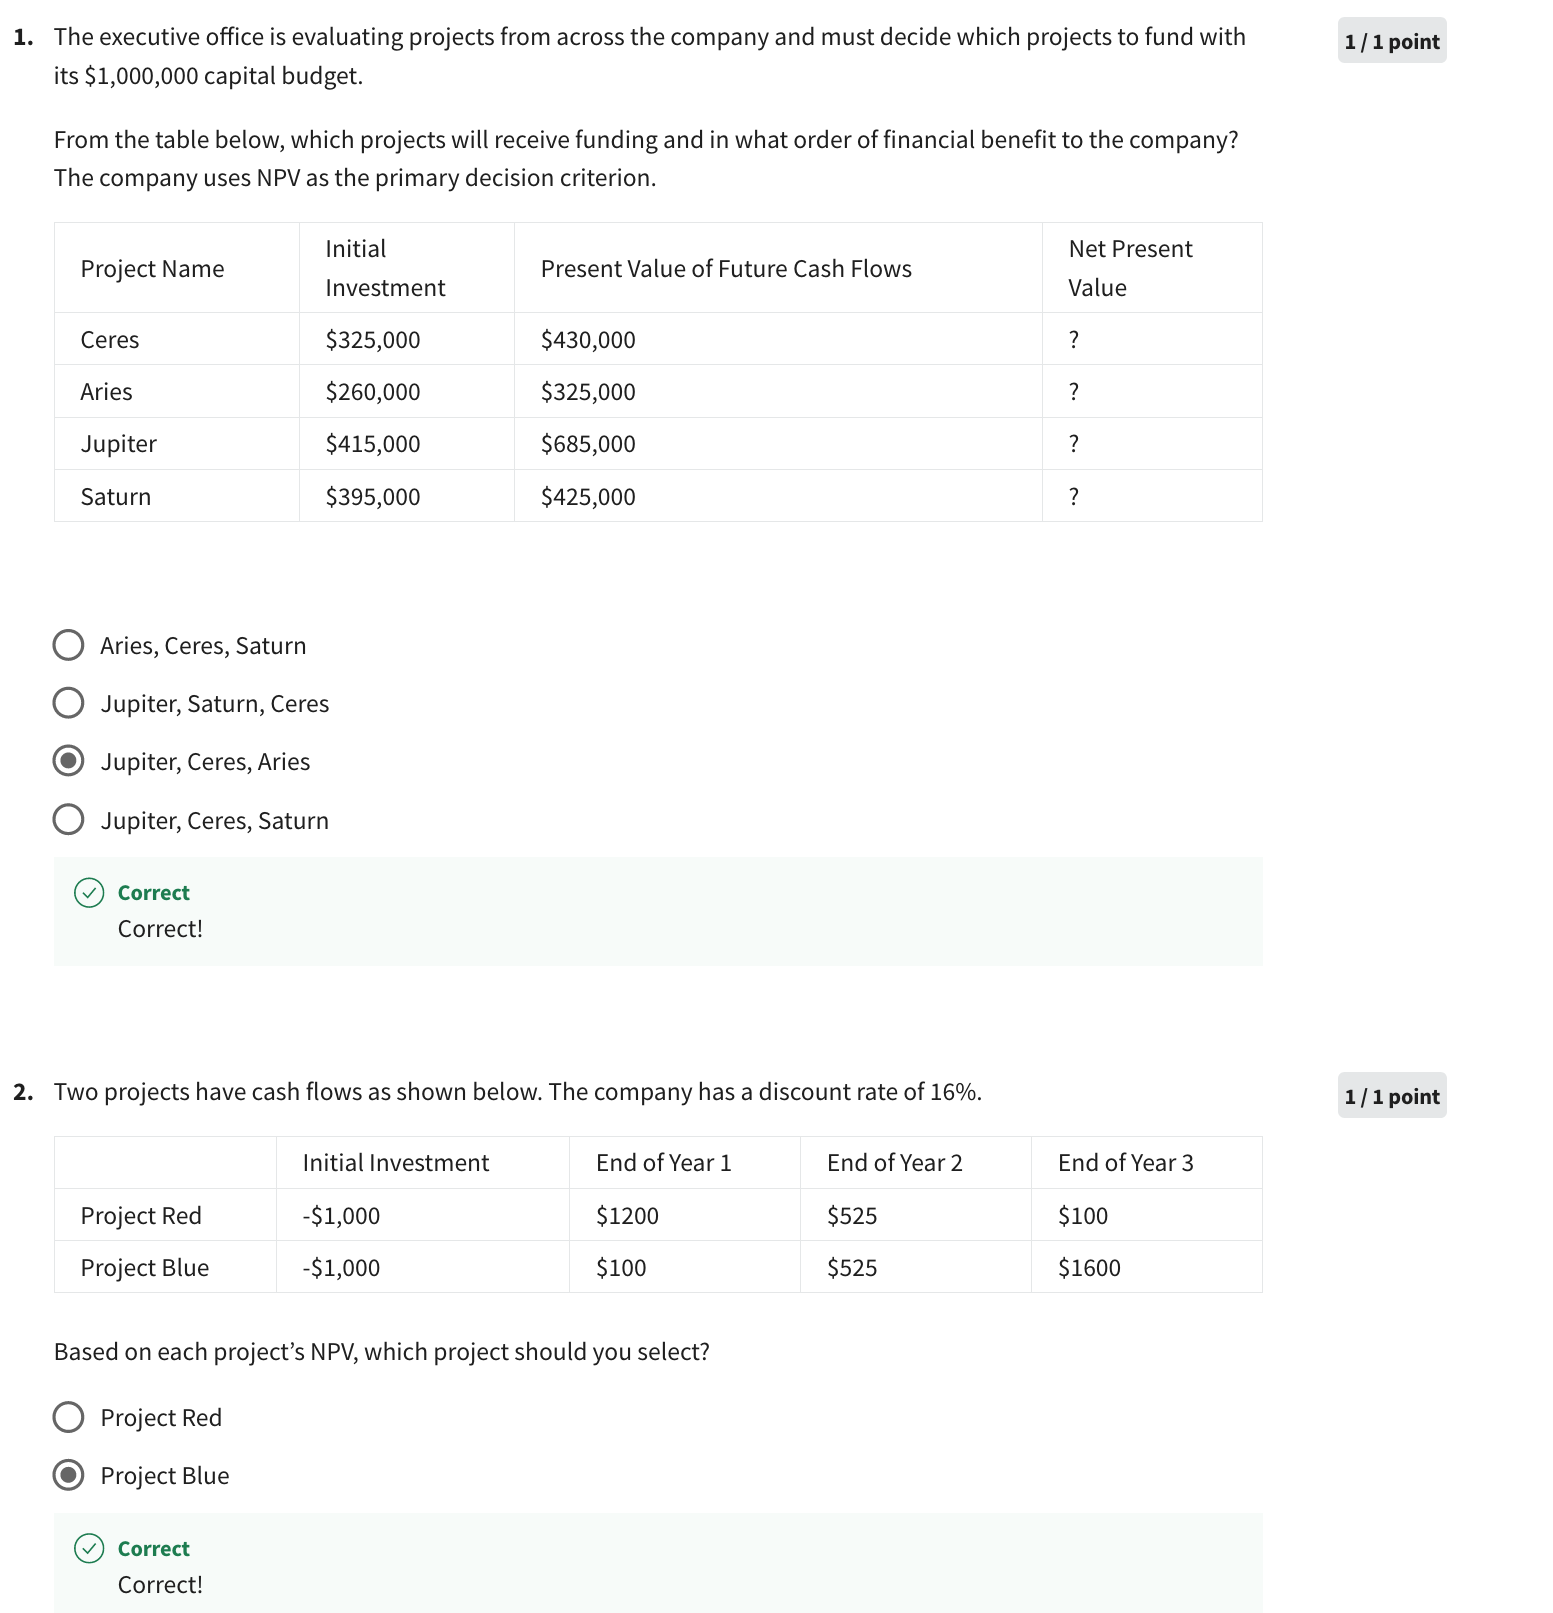 1. The executive office is evaluating projects from across the company and must decide which projects to fund with
its $1,000,000 capital budget.
1 / 1 point
From the table below, which projects will receive funding and in what order of financial benefit to the company?
The company uses NPV as the primary decision criterion.
Project Name
Initial
Investment
Present Value of Future Cash Flows
Net Present
Value
Ceres $325,000 $430,000 ?
Aries $260,000 $325,000 ?
Jupiter $415,000 $685,000 ?
Saturn $395,000 $425,000 ?
Aries, Ceres, Saturn
Jupiter, Saturn, Ceres
Jupiter, Ceres, Aries
Jupiter, Ceres, Saturn
Correct
Correct!
2. Two projects have cash flows as shown below. The company has a discount rate of 16%.
1 / 1 point
Initial Investment End of Year 1 End of Year 2 End of Year 3
Project Red -$1,000 $1200 $525 $100
Project Blue -$1,000 $100 $525 $1600
Based on each project’s NPV, which project should you select?
Project Red
Project Blue
Correct
Correct!